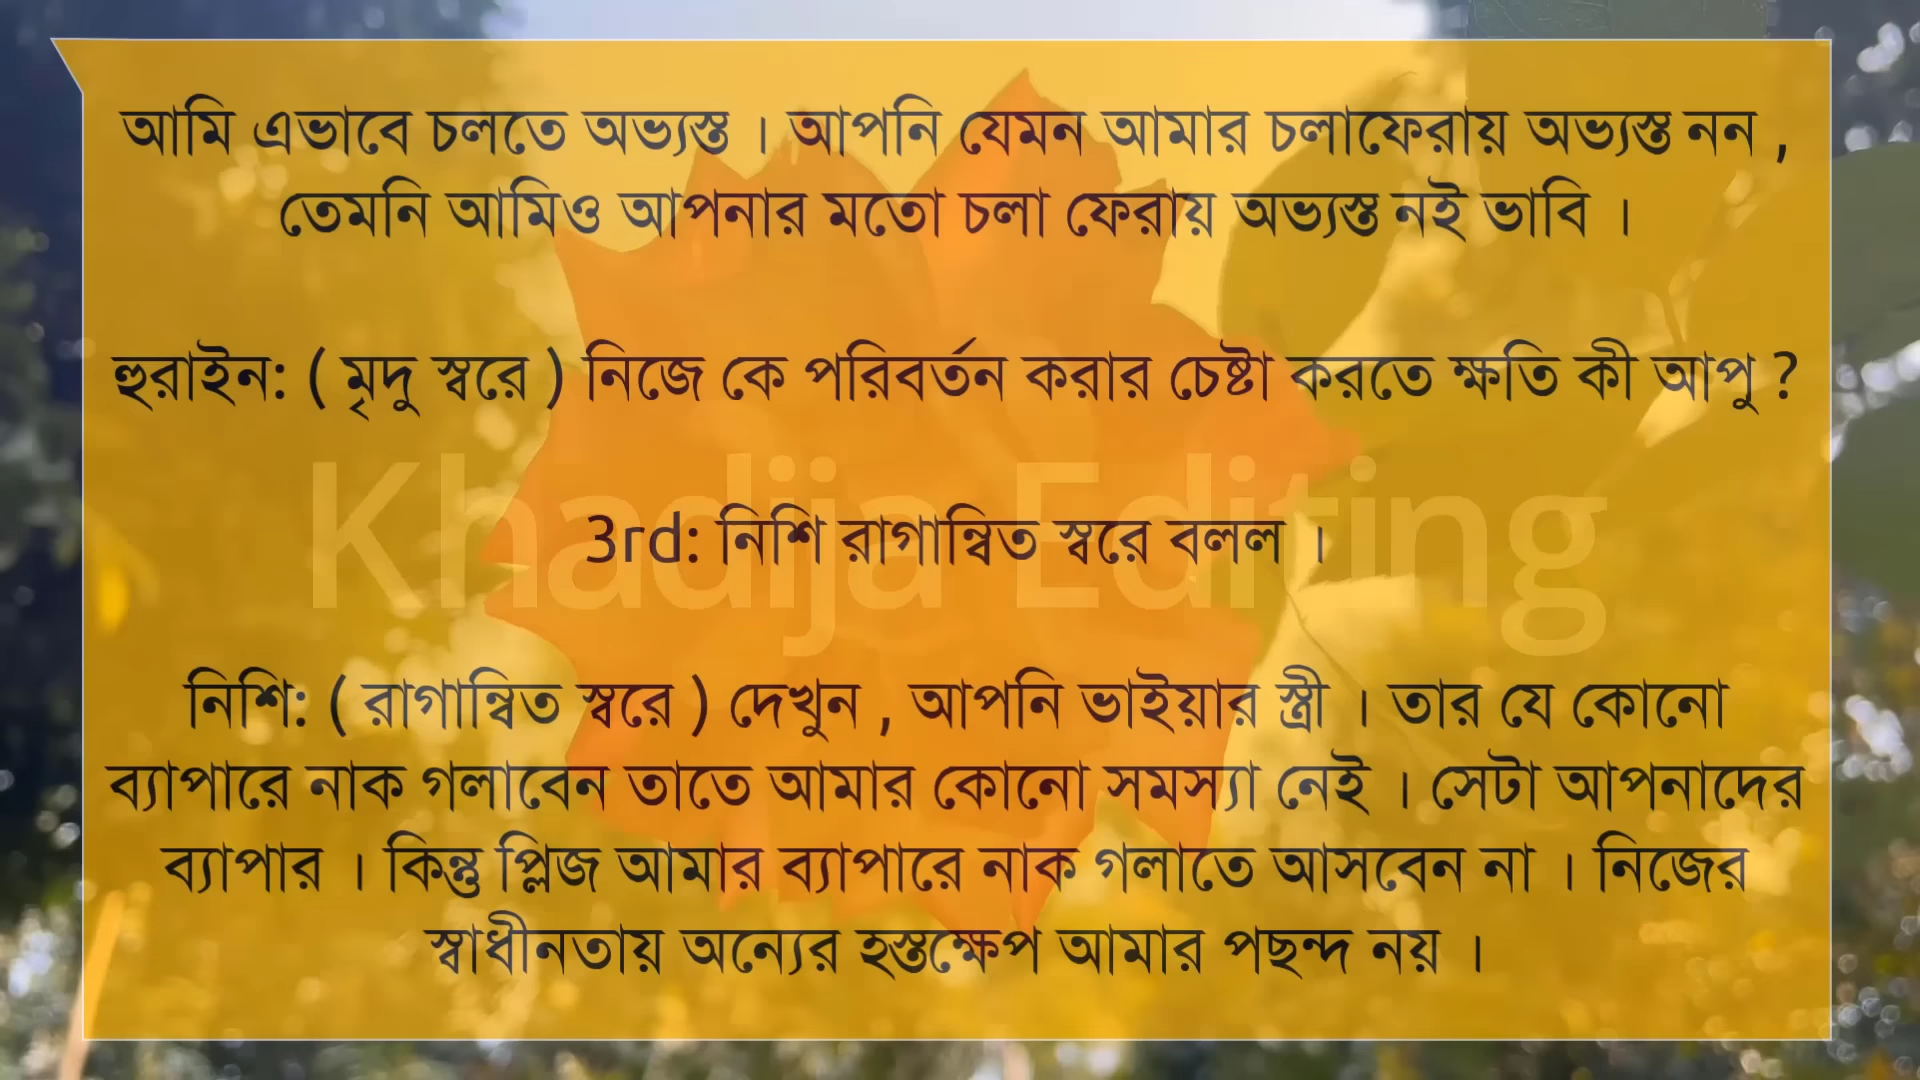 আমি এভাবে চলতে অভ্যস্ত । আপনি যেমন আমার চলাফেরায় অভ্যস্ত নন ,
তেমনি আমিও আপনার মতো চলা ফেরায় অভ্যস্ত নই ভাবি ।
হুরাইন: ( মৃদু স্বরে ) নিজে কে পরিবর্তন করার চেষ্টা করতে ক্ষতি কী আপু ?
Khadija Editing
3rd: নিশি রাগান্বিত স্বরে বলল ।
নিশি: ( রাগান্বিত স্বরে ) দেখুন , আপনি ভাইয়ার স্ত্রী । তার যে কোনো
ব্যাপারে নাক গলাবেন তাতে আমার কোনো সমস্যা নেই । সেটা আপনাদের
ব্যাপার । কিন্তু প্লিজ আমার ব্যাপারে নাক গলাতে আসবেন না । নিজের
স্বাধীনতায় অন্যের হস্তক্ষেপ আমার পছন্দ নয় ।